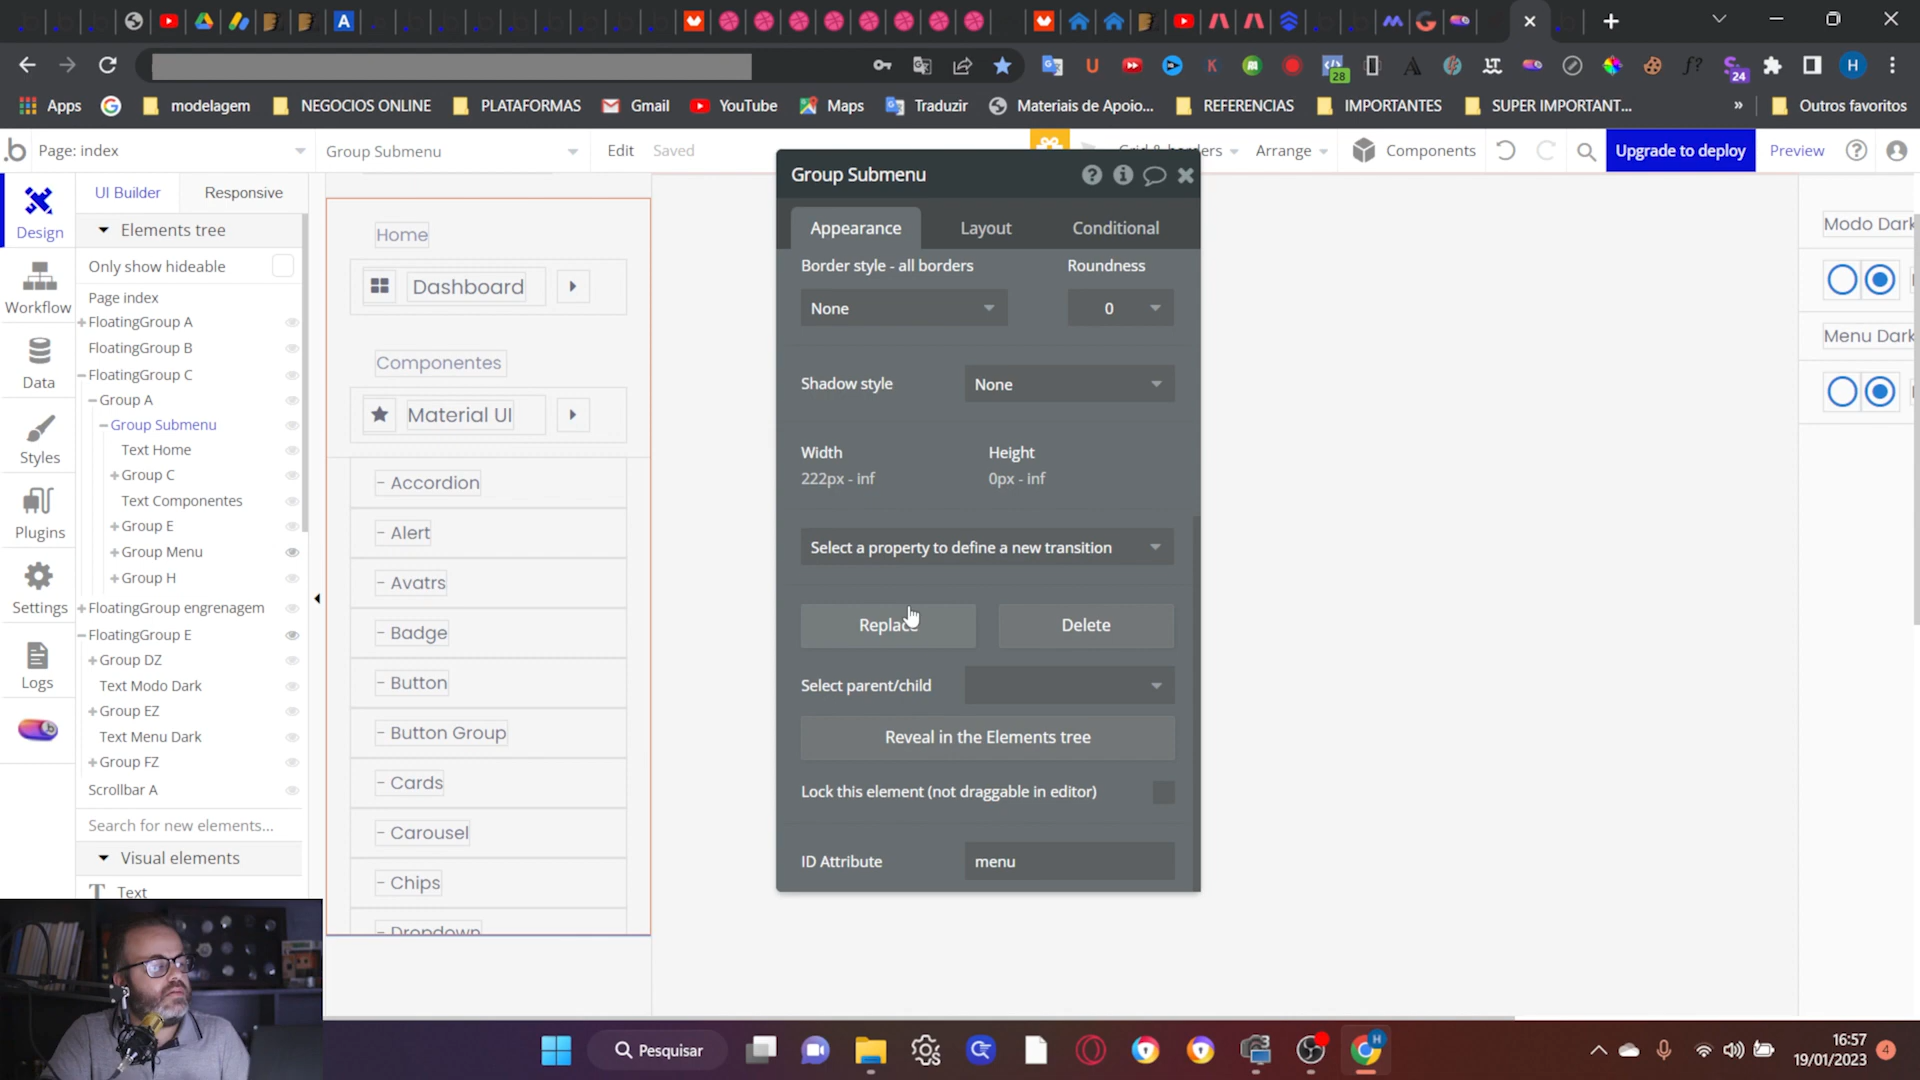 28
24
H
Apps
modelagem
NEGOCIOS ONLINE
PLATAFORMAS
Gmail
YouTube
Maps
Traduzir
Materiais de Apoio...
REFERENCIAS
IMPORTANTES
SUPER IMPORTANT...
»
Outros favoritos
Page: index
Group Submenu
Edit
Saved
Arrange
Components
Upgrade to deploy
Preview
Design
Workflow
Data
Styles
Plugins
Settings
Logs
UI Builder
Responsive
Elements tree
Only show hideable
Page index
FloatingGroup A
FloatingGroup B
FloatingGroup C
Group A
Group Submenu
Text Home
Group C
Text Componentes
Group E
Group Menu
Group H
FloatingGroup engrenagem
FloatingGroup E
Group DZ
Text Modo Dark
Group EZ
Text Menu Dark
Group FZ
Scrollbar A
Search for new elements...
Visual elements
Text
Home
Dashboard
Componentes
Material UI
- Accordion
- Alert
- Avatrs
- Badge
- Button
- Button Group
- Cards
- Carousel
- Chips
- Dropdown
Group Submenu
Appearance
Layout
Conditional
Border style - all borders
Roundness
None
0
Shadow style
None
Width
Height
222px - inf
0px - inf
Select a property to define a new transition
Replace
Delete
Select parent/child
Reveal in the Elements tree
Lock this element (not draggable in editor)
ID Attribute
menu
Modo Dark
Menu Dark
Pesquisar
16:57
19/01/2023
4